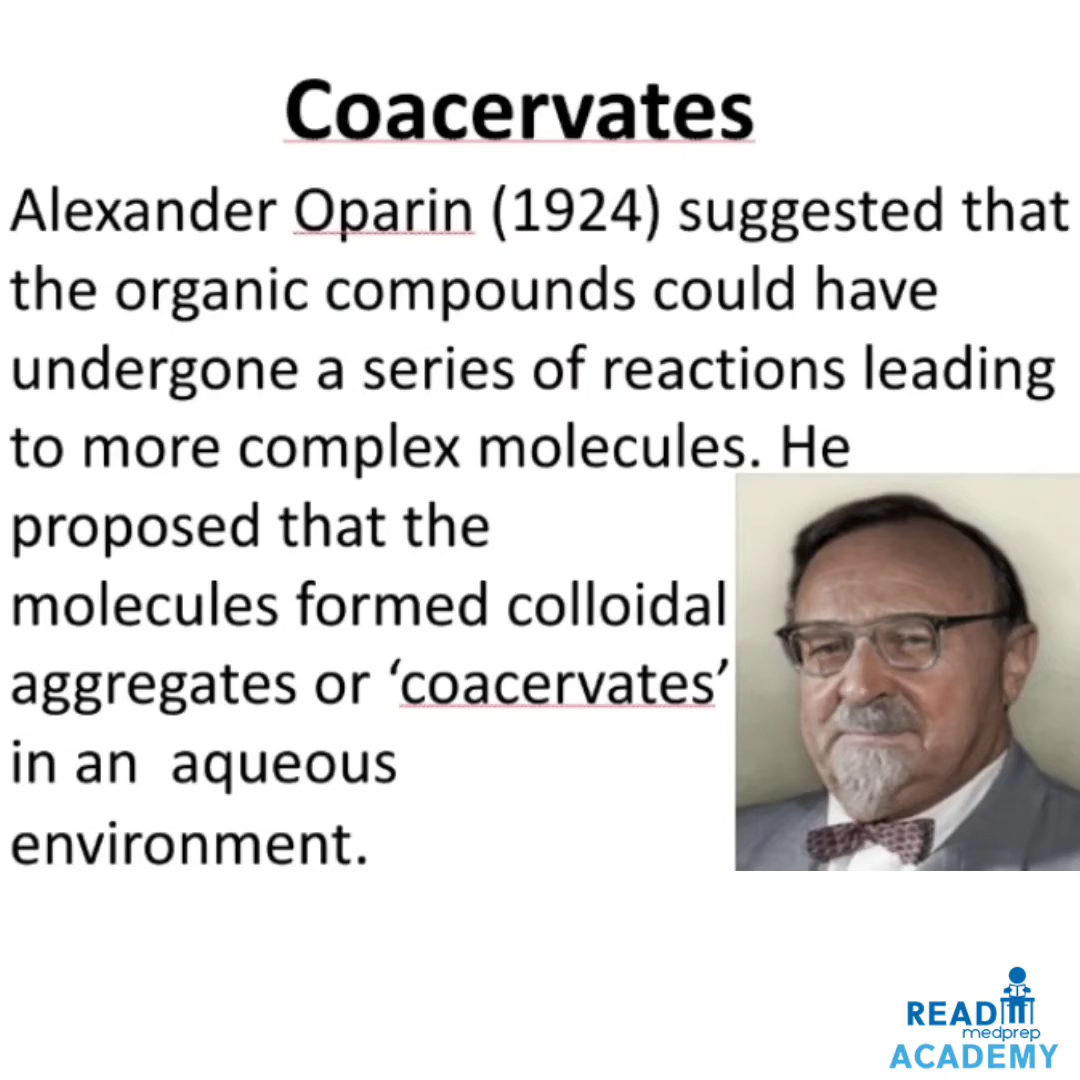 Coacervates
Alexander Oparin (1924) suggested that
the organic compounds could have
undergone a series of reactions leading
to more complex molecules. He
proposed that the
molecules formed colloidal
aggregates or ‘coacervates’
in an  aqueous
environment.
READ
medprep
ACADEMY